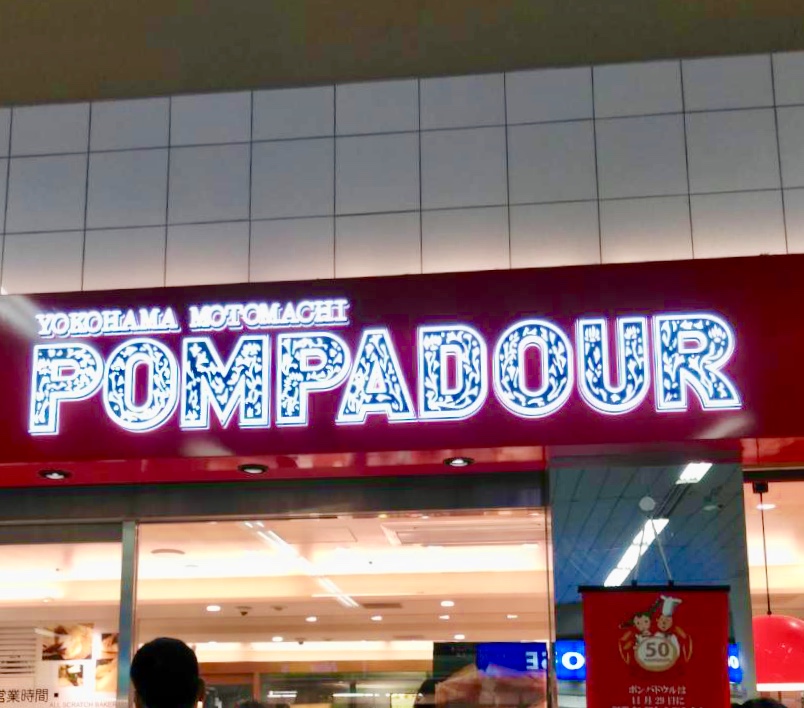 YOKOHAMA MOTOMACHI
POMPADOUR
50
ポンパドウルは
11月29日に
営業時間
ALL SCRATCH BAKERY